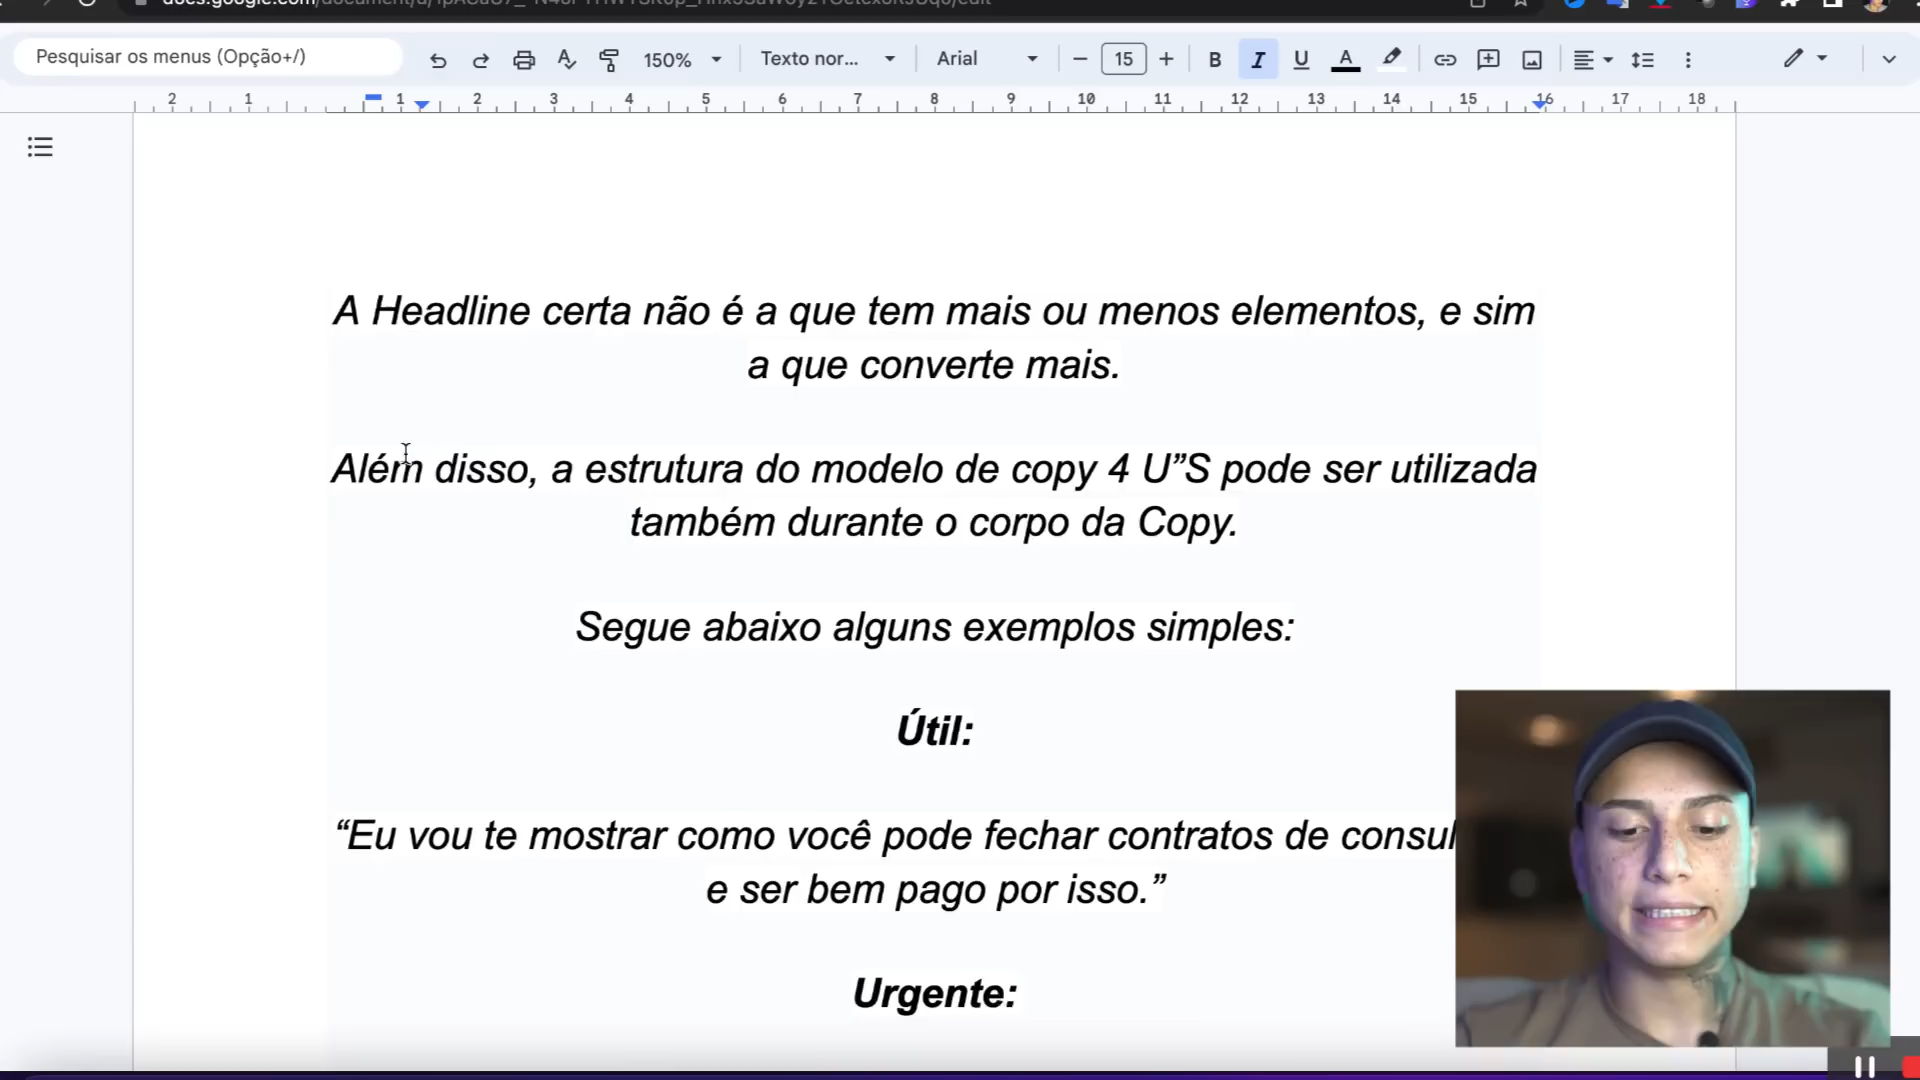 Pesquisar os menus (Opção+/)
150%
Texto nor...
Arial
15
B
I
U
A
2 1 1 2 3 4 5 6 7 8 9 10 11 12 13 14 15 16 17 18
A Headline certa não é a que tem mais ou menos elementos, e sim
a que converte mais.
Além disso, a estrutura do modelo de copy 4 U”S pode ser utilizada
também durante o corpo da Copy.
Segue abaixo alguns exemplos simples:
Útil:
“Eu vou te mostrar como você pode fechar contratos de consul
e ser bem pago por isso.”
Urgente: